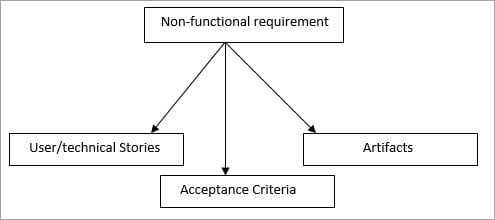 Non-functional requirement
User/technical Stories
Artifacts
Acceptance Criteria